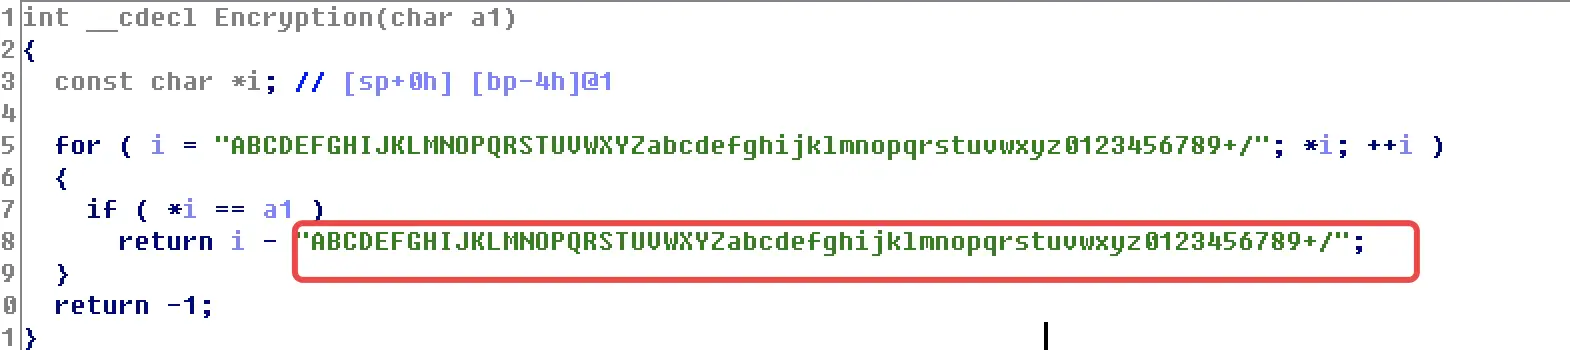 1 int __cdecl Encryption(char a1)
2 {
3 const char *i; // [sp+0h] [bp-4h]@1
4
5 for ( i = "ABCDEFGHIJKLMNOPQRSTUVWXYZabcdefghijklmnopqrstuvwxyz0123456789+/"; *i; ++i )
6 {
7 if ( *i == a1 )
8 return i - "ABCDEFGHIJKLMNOPQRSTUVWXYZabcdefghijklmnopqrstuvwxyz0123456789+/";
9 }
0 return -1;
1 }